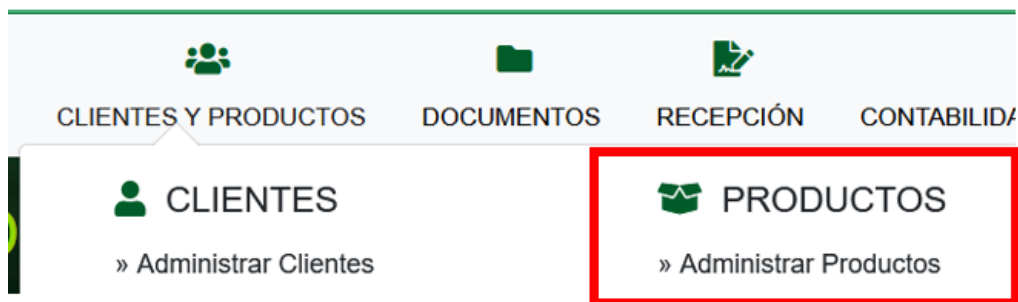 CLIENTES Y PRODUCTOS DOCUMENTOS RECEPCIÓN
CLIENTES PRODUCTOS
» Administrar Clientes » Administrar Productos